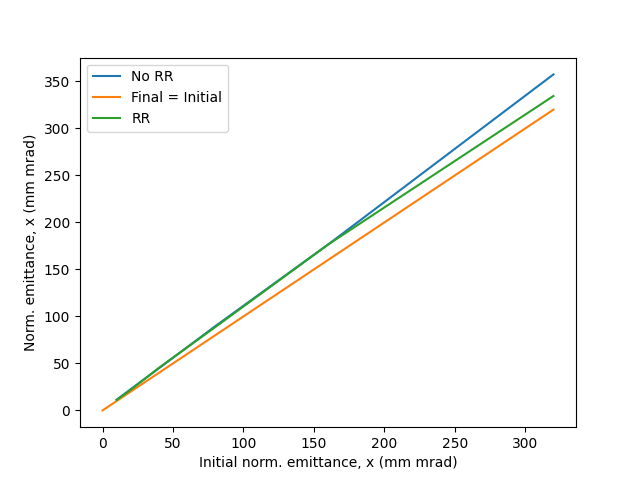 No RR
Final = Initial
RR
Norm. emittance, x (mm mrad)
350
300
250
200
150
100
50
0
0 50 100 150 200 250 300
Initial norm. emittance, x (mm mrad)